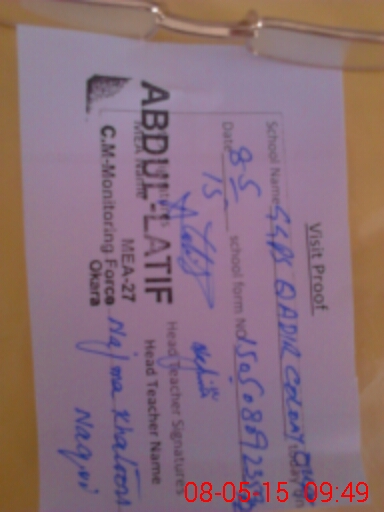 Visit Proof
School Name GGPS QADIR COLONY
Date 8-5-15 school form No
MEA Name
Head Teacher Signatures
ABDUL-LATIF
Head Teacher Name
MEA-27
C.M-Monitoring Force
Okara
Najma Khatoon
Naqvi
08-05-15 09:49